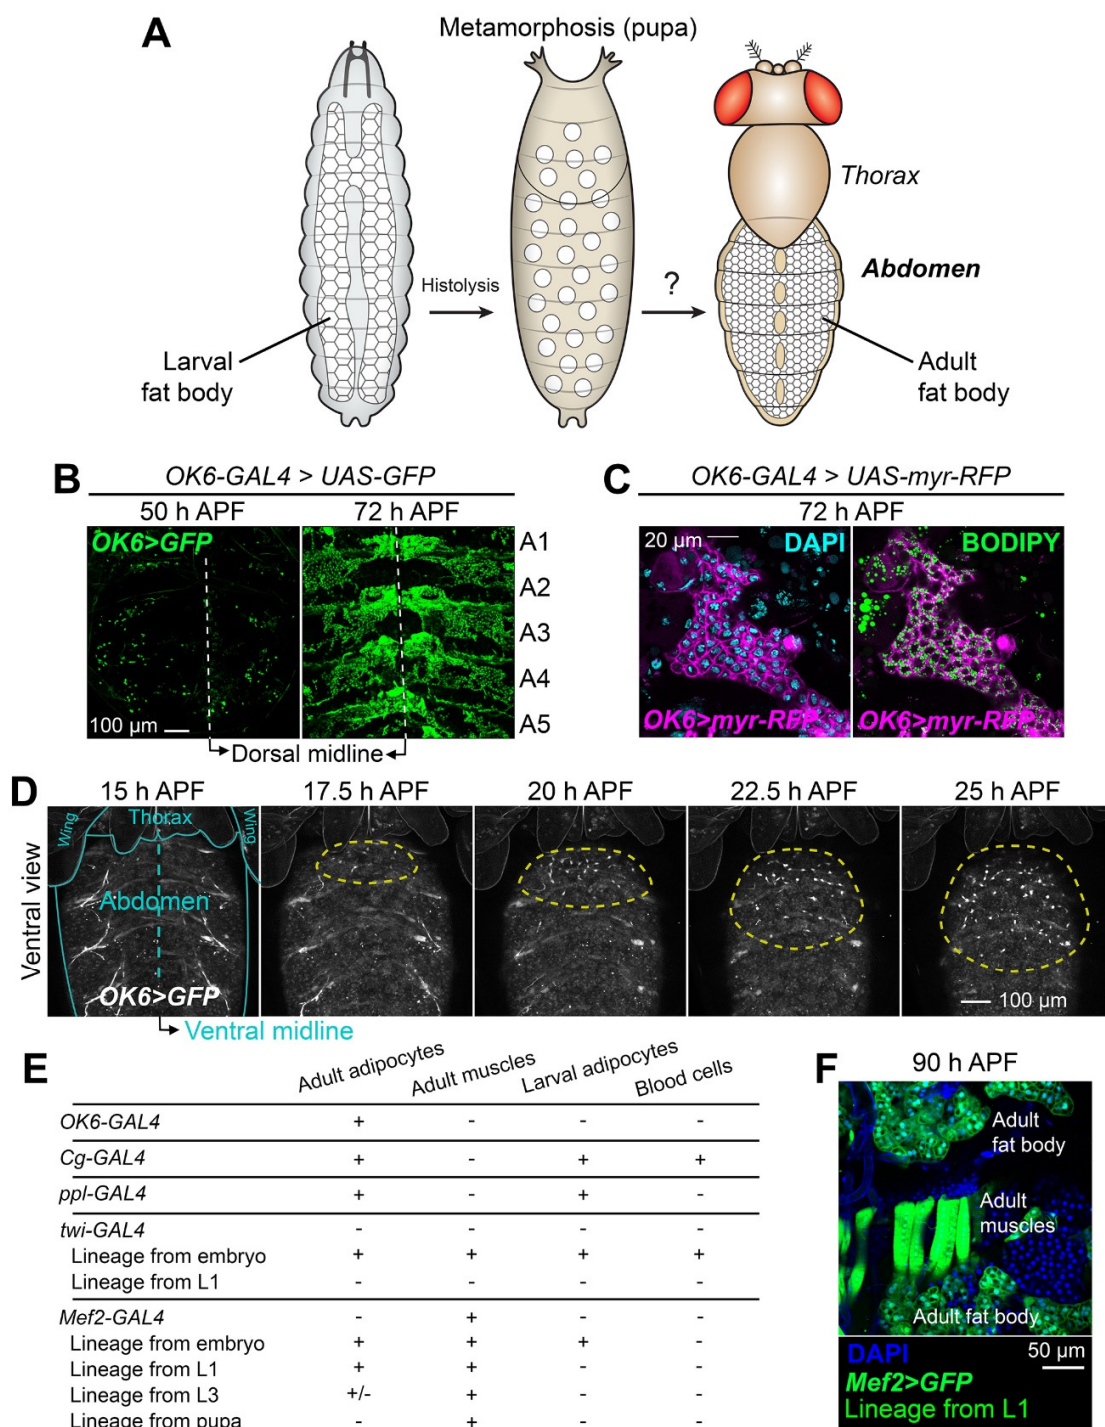 A
Metamorphosis (pupa)
Thorax
Abdomen
Histolysis
?
Larval
fat body
Adult
fat body
B
OK6-GAL4 > UAS-GFP
50 h APF
72 h APF
OK6>GFP
A1
A2
A3
A4
A5
100 µm
Dorsal midline
C
OK6-GAL4 > UAS-myr-RFP
72 h APF
20 µm
DAPI
BODIPY
OK6>myr-RFP
OK6>myr-RFP
D
15 h APF
17.5 h APF
20 h APF
22.5 h APF
25 h APF
Ventral view
Wing
Thorax
Wing
Abdomen
OK6>GFP
100 µm
Ventral midline
E
Adult adipocytes
Adult muscles
Larval adipocytes
Blood cells
OK6-GAL4 + - - -
Cg-GAL4 + - + +
ppl-GAL4 + - + -
twi-GAL4 - - - -
Lineage from embryo + + + +
Lineage from L1 - - - -
Mef2-GAL4 - + - -
Lineage from embryo + + + -
Lineage from L1 + + - -
Lineage from L3 +/- + - -
Lineage from pupa - + - -
F
90 h APF
Adult
fat body
Adult
muscles
Adult fat body
DAPI
50 µm
Mef2>GFP
Lineage from L1